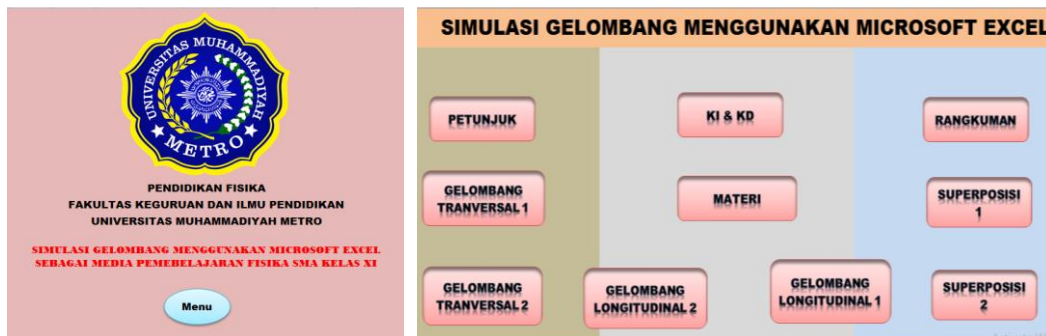 UNIVERSITAS MUHAMMADIYAH
METRO
PENDIDIKAN FISIKA
FAKULTAS KEGURUAN DAN ILMU PENDIDIKAN
UNIVERSITAS MUHAMMADIYAH METRO
SIMULASI GELOMBANG MENGGUNAKAN MICROSOFT EXCEL
SEBAGAI MEDIA PEMEBELAJARAN FISIKA SMA KELAS XI
Menu
SIMULASI GELOMBANG MENGGUNAKAN MICROSOFT EXCEL
PETUNJUK
KI & KD
RANGKUMAN
GELOMBANG
TRANVERSAL 1
MATERI
SUPERPOSISI
1
GELOMBANG
TRANVERSAL 2
GELOMBANG
LONGITUDINAL 2
GELOMBANG
LONGITUDINAL 1
SUPERPOSISI
2